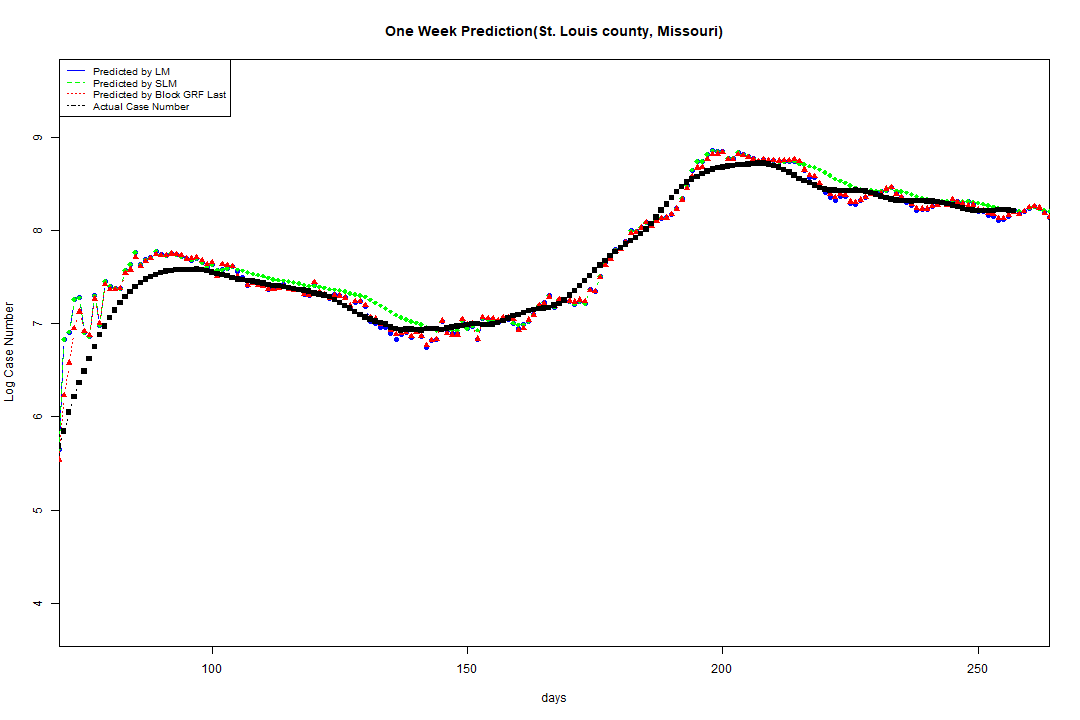 One Week Prediction(St. Louis county, Missouri)
Predicted by LM
Predicted by SLM
Predicted by Block GRF Last
Actual Case Number
9
8
7
6
5
4
Log Case Number
100 150 200 250
days